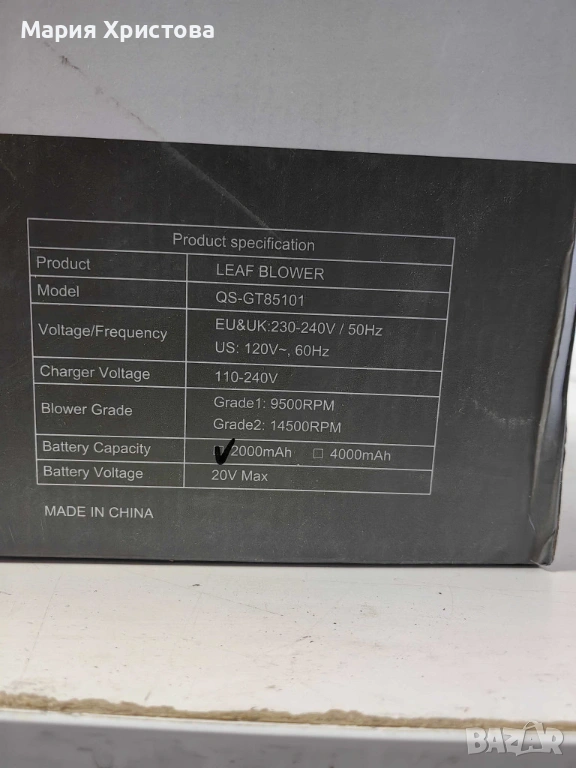 Мария Христова
Product specification
Product LEAF BLOWER
Model QS-GT85101
Voltage/Frequency EU&UK:230-240V / 50Hz
US: 120V~, 60Hz
Charger Voltage 110-240V
Blower Grade Grade1: 9500RPM
Grade2: 14500RPM
Battery Capacity ☑ 2000mAh ☐ 4000mAh
Battery Voltage 20V Max
MADE IN CHINA
BAZAR